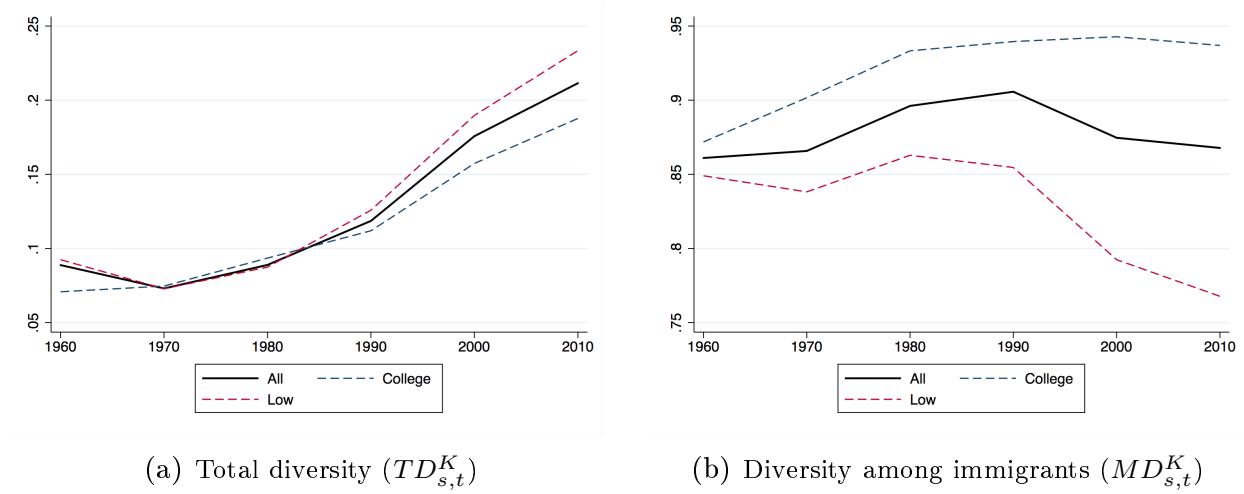 .25
.2
.15
.1
.05
1960 1970 1980 1990 2000 2010
All College
Low
(a) Total diversity (TD^K_{s,t})
.95
.9
.85
.8
.75
1960 1970 1980 1990 2000 2010
All College
Low
(b) Diversity among immigrants (MD^K_{s,t})